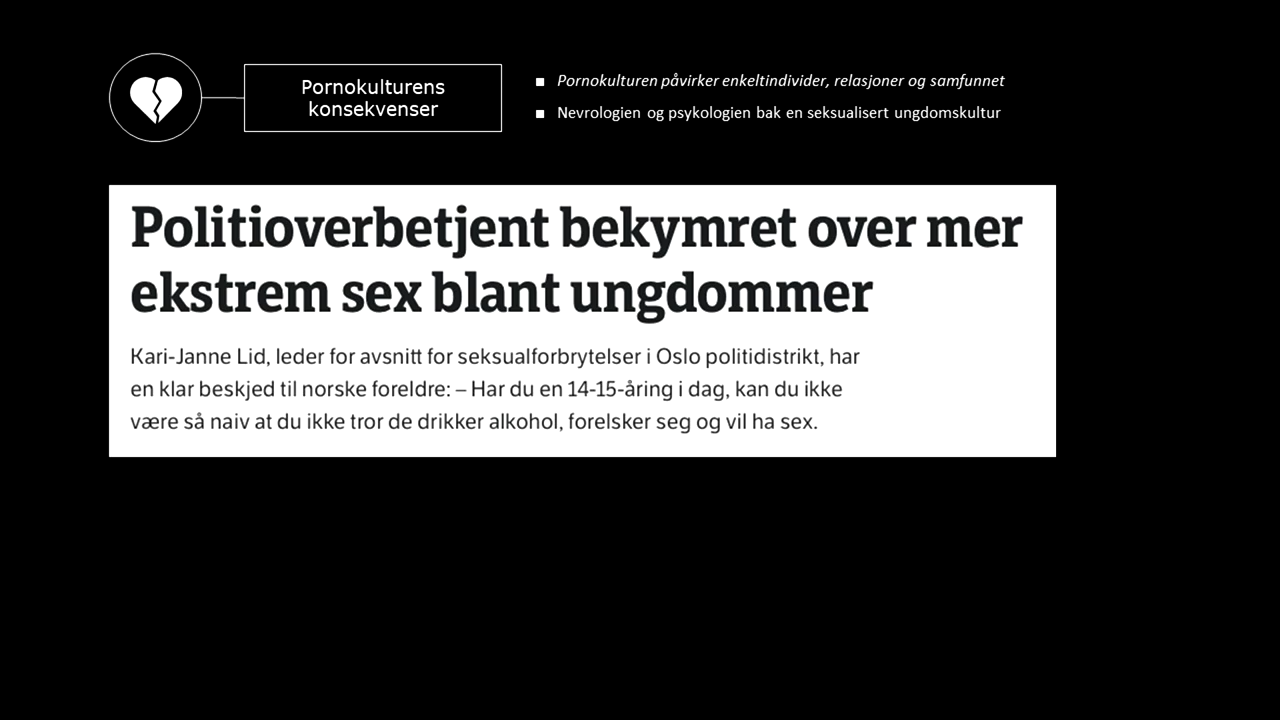 Pornokulturens
konsekvenser
Pornokulturen påvirker enkeltindivider, relasjoner og samfunnet
Nevrologien og psykologien bak en seksualisert ungdomskultur
Politioverbetjent bekymret over mer
ekstrem sex blant ungdommer
Kari-Janne Lid, leder for avsnitt for seksualforbrytelser i Oslo politidistrikt, har
en klar beskjed til norske foreldre: – Har du en 14-15-åring i dag, kan du ikke
være så naiv at du ikke tror de drikker alkohol, forelsker seg og vil ha sex.